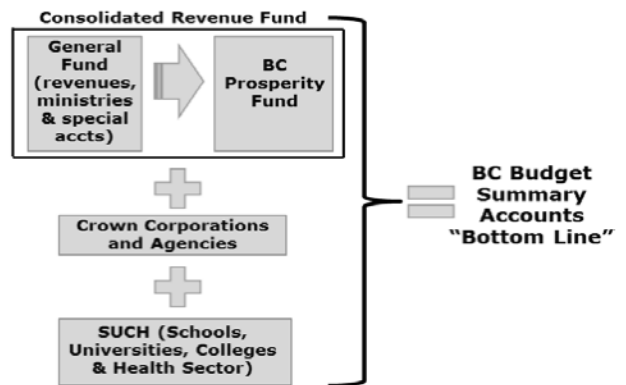 Consolidated Revenue Fund
General
Fund
(revenues,
ministries
& special
accts)
BC
Prosperity
Fund
Crown Corporations
and Agencies
SUCH (Schools,
Universities, Colleges
& Health Sector)
BC Budget
Summary
Accounts
“Bottom Line”